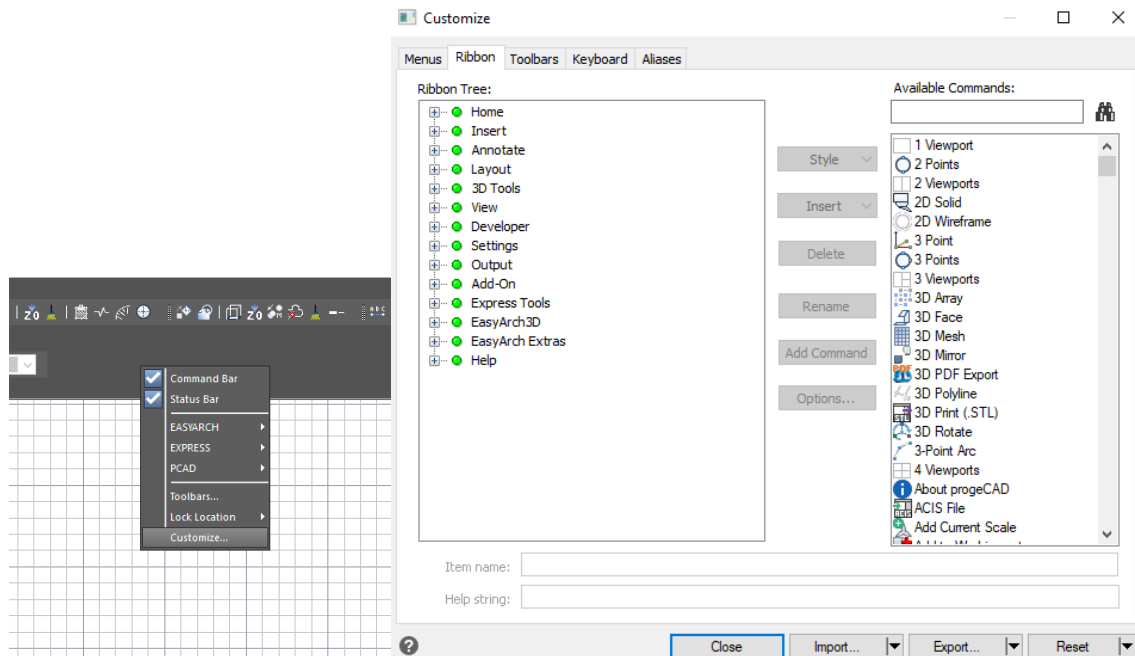 Command Bar
Status Bar
EASYARCH
EXPRESS
PCAD
Toolbars...
Lock Location
Customize...
Customize
Menus Ribbon Toolbars Keyboard Aliases
Ribbon Tree:
Home
Insert
Annotate
Layout
3D Tools
View
Developer
Settings
Output
Add-On
Express Tools
EasyArch3D
EasyArch Extras
Help
Style
Insert
Delete
Rename
Add Command
Options...
Available Commands:
1 Viewport
2 Points
2 Viewports
2D Solid
2D Wireframe
3 Point
3 Points
3 Viewports
3D Array
3D Face
3D Mesh
3D Mirror
3D PDF Export
3D Polyline
3D Print (.STL)
3D Rotate
3-Point Arc
4 Viewports
About progeCAD
ACIS File
Add Current Scale
Item name:
Help string:
Close Import... Export... Reset